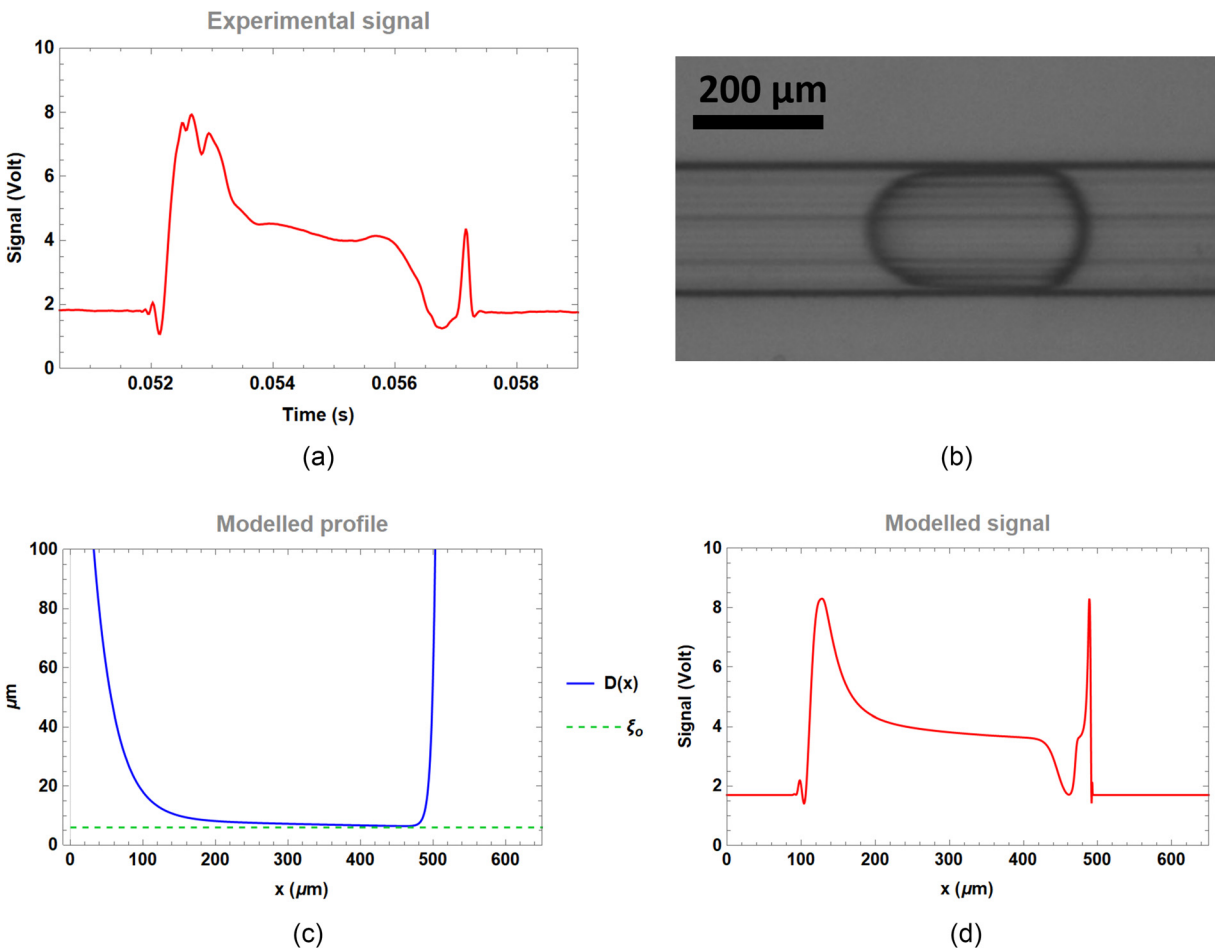 Experimental signal
10
8
6
4
2
0
Signal (Volt)
0.052 0.054 0.056 0.058
Time (s)
(a)
200 µm
(b)
Modelled profile
100
80
60
40
20
0
µm
0 100 200 300 400 500 600
x (µm)
D(x)
ξo
(c)
Modelled signal
10
8
6
4
2
0
Signal (Volt)
0 100 200 300 400 500 600
x (µm)
(d)